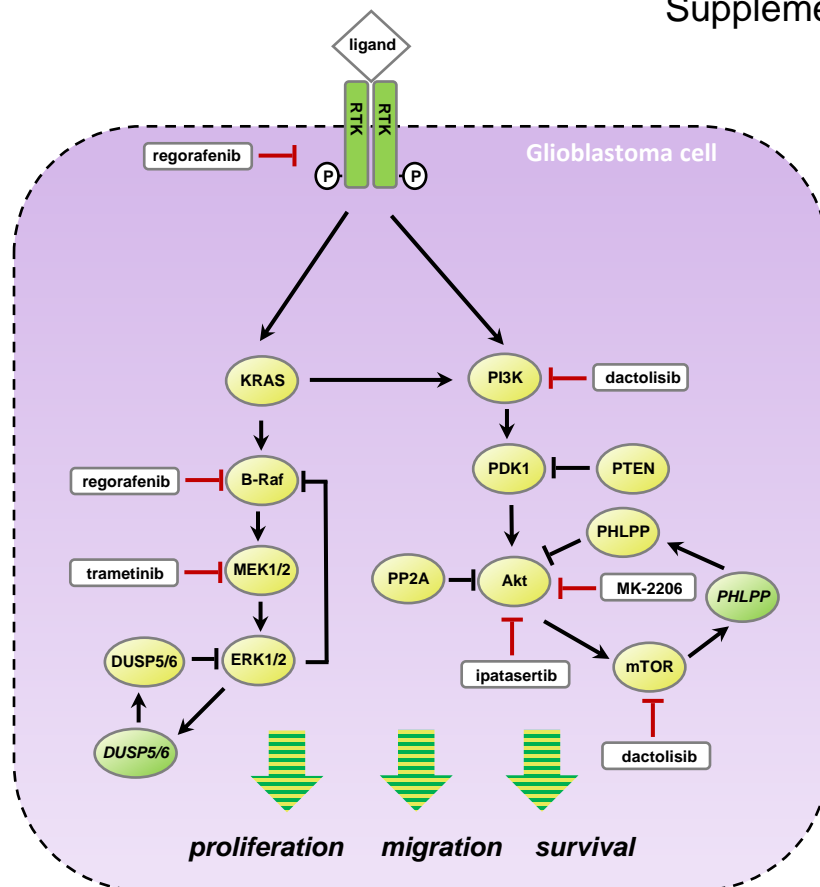 Suppleme
ligand
RTK
RTK
regorafenib
Glioblastoma cell
P
P
KRAS
PI3K
dactolisib
regorafenib
B-Raf
PDK1
PTEN
PHLPP
trametinib
MEK1/2
PP2A
Akt
MK-2206
PHLPP
DUSP5/6
ERK1/2
ipatasertib
mTOR
DUSP5/6
dactolisib
proliferation migration survival